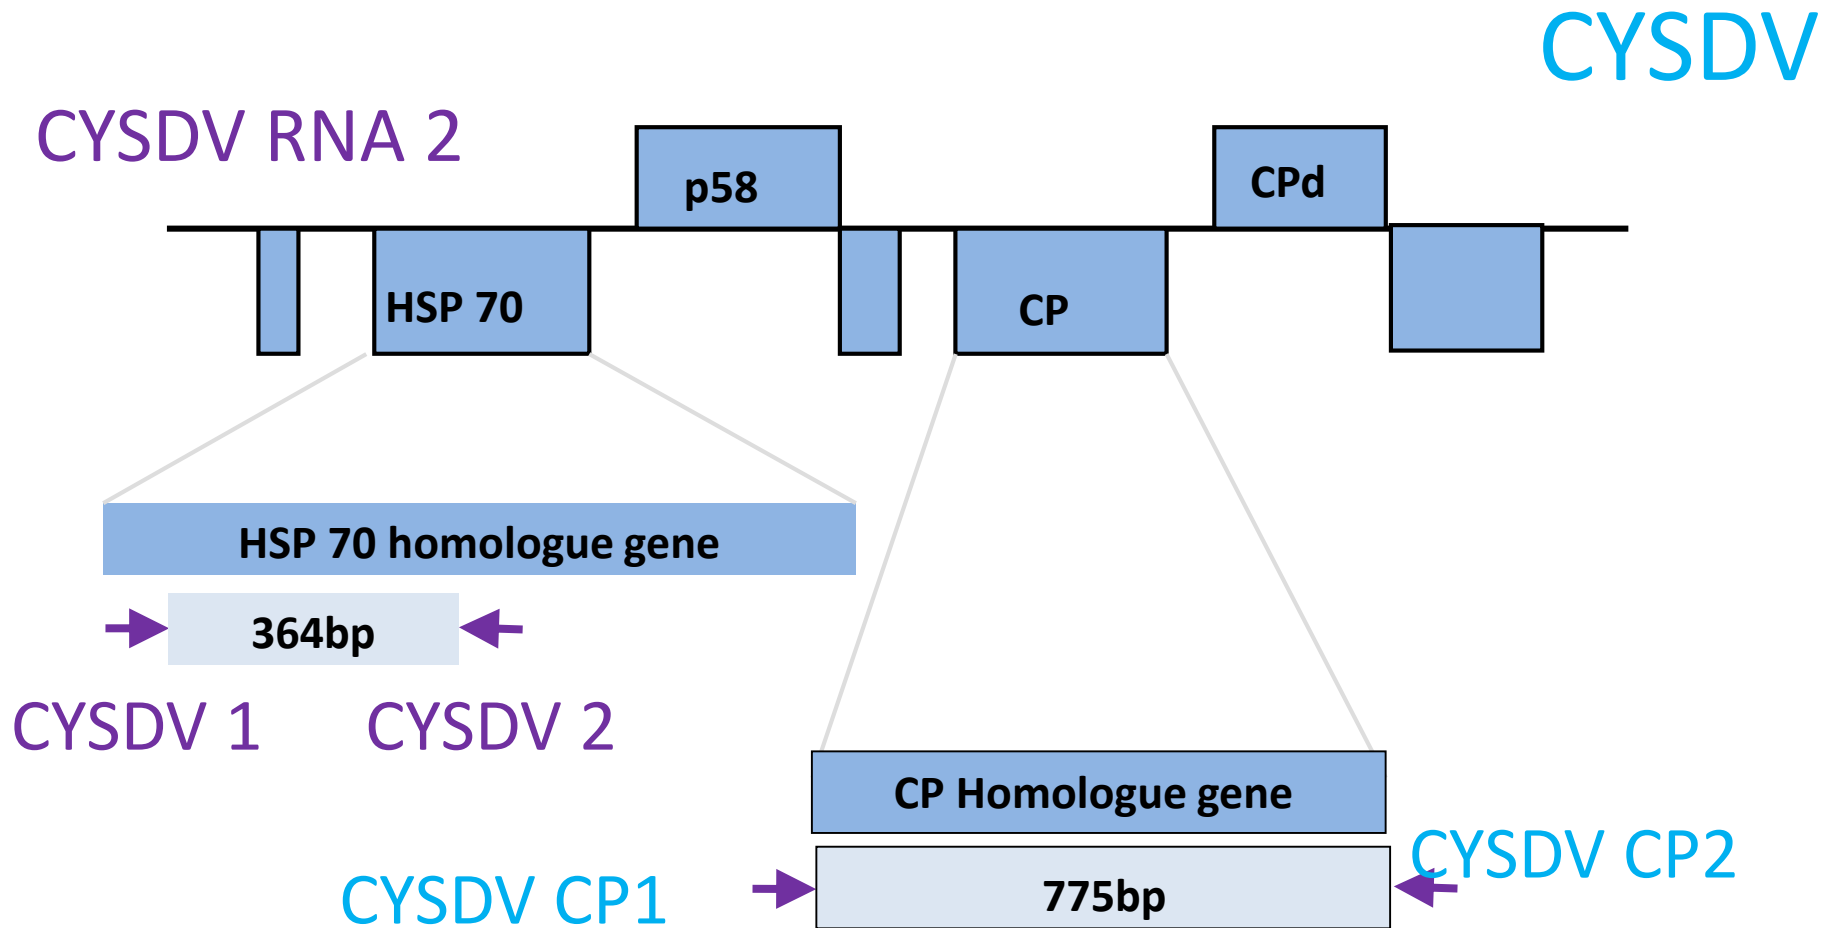 CYSDV
CYSDV RNA 2
p58
CPd
HSP 70
CP
HSP 70 homologue gene
364bp
CYSDV 1
CYSDV 2
CP Homologue gene
CYSDV CP2
CYSDV CP1
775bp